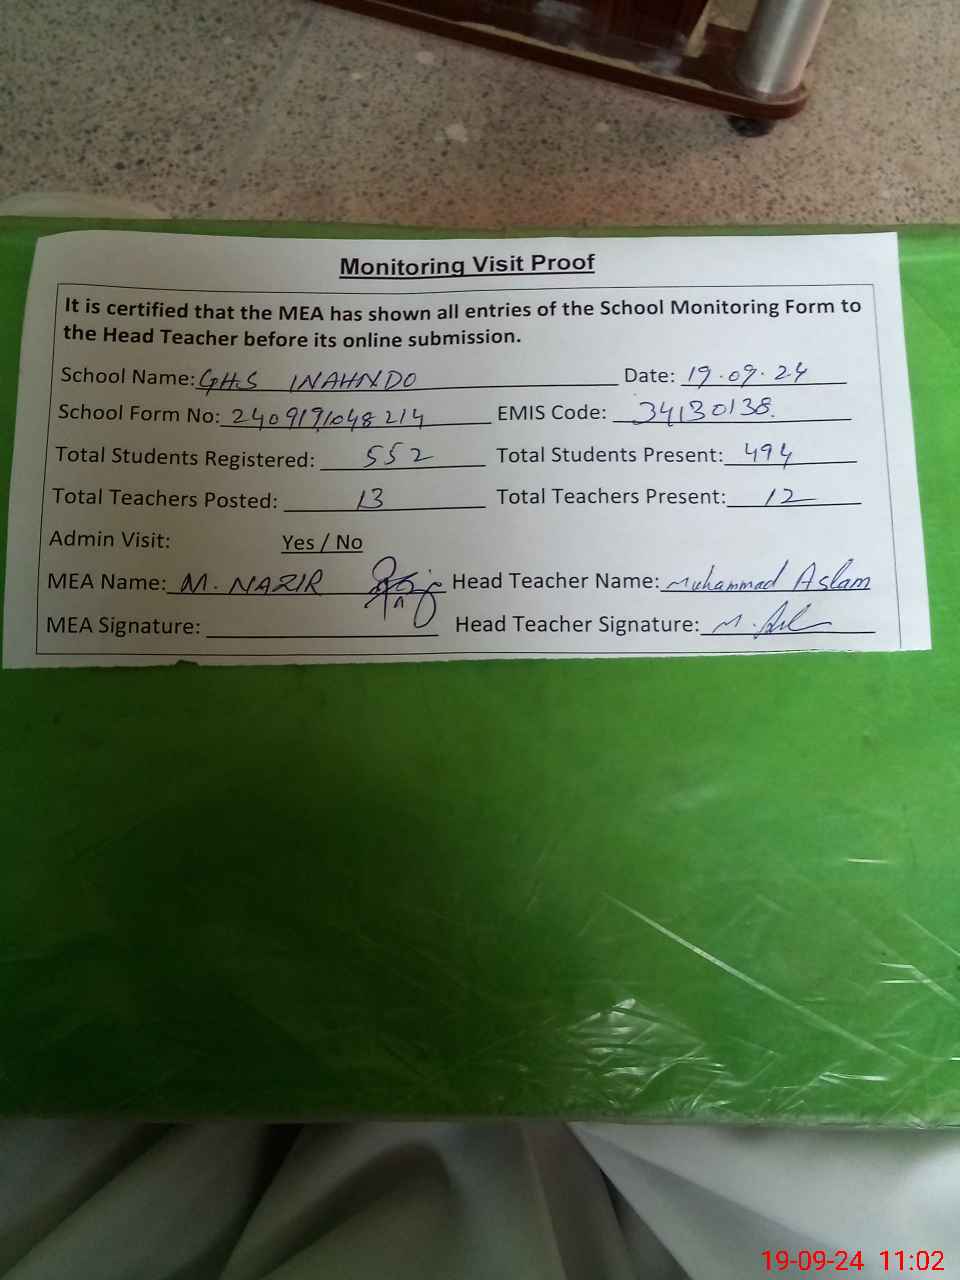 Monitoring Visit Proof
It is certified that the MEA has shown all entries of the School Monitoring Form to
the Head Teacher before its online submission.
School Name: GHS INAHNDO Date: 19.09.24
School Form No: 2409191048214 EMIS Code: 34130138
Total Students Registered: 552 Total Students Present: 494
Total Teachers Posted: 13 Total Teachers Present: 12
Admin Visit: Yes / No
MEA Name: M. NAZIR Head Teacher Name: Muhammad Aslam
MEA Signature: Head Teacher Signature:
19-09-24 11:02